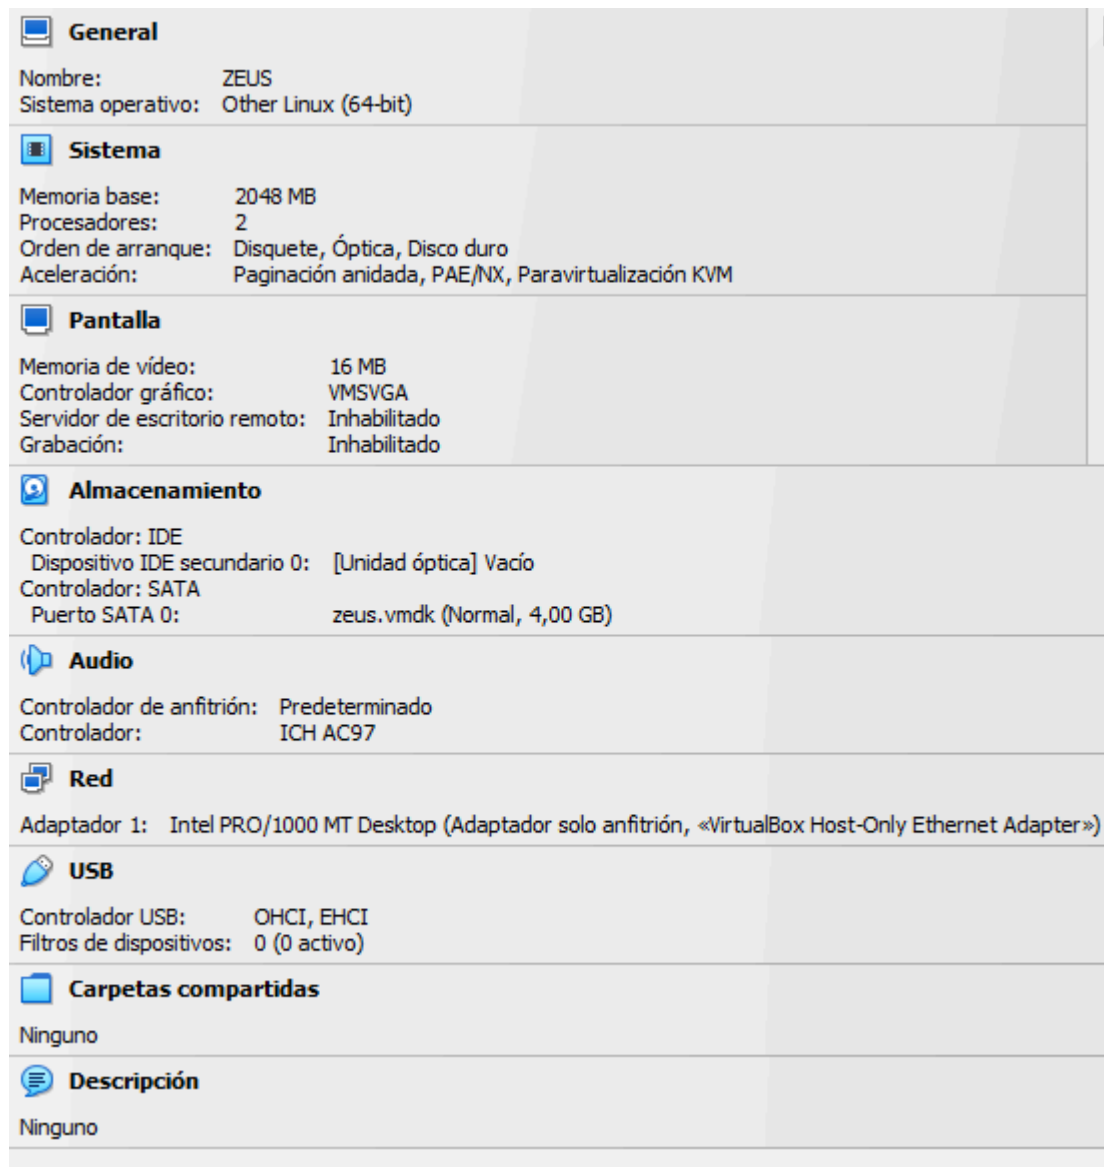 General
Nombre: ZEUS
Sistema operativo: Other Linux (64-bit)
Sistema
Memoria base: 2048 MB
Procesadores: 2
Orden de arranque: Disquete, Óptica, Disco duro
Aceleración: Paginación anidada, PAE/NX, Paravirtualización KVM
Pantalla
Memoria de vídeo: 16 MB
Controlador gráfico: VMSVGA
Servidor de escritorio remoto: Inhabilitado
Grabación: Inhabilitado
Almacenamiento
Controlador: IDE
Dispositivo IDE secundario 0: [Unidad óptica] Vacío
Controlador: SATA
Puerto SATA 0: zeus.vmdk (Normal, 4,00 GB)
Audio
Controlador de anfitrión: Predeterminado
Controlador: ICH AC97
Red
Adaptador 1: Intel PRO/1000 MT Desktop (Adaptador solo anfitrión, «VirtualBox Host-Only Ethernet Adapter»)
USB
Controlador USB: OHCI, EHCI
Filtros de dispositivos: 0 (0 activo)
Carpetas compartidas
Ninguno
Descripción
Ninguno